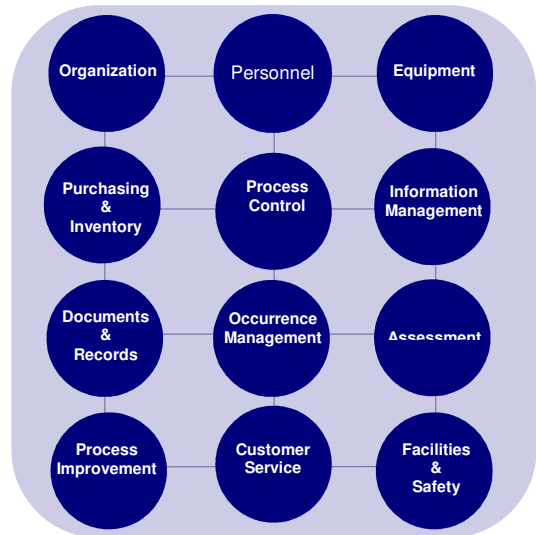 Organization
Personnel
Equipment
Purchasing
&
Inventory
Process
Control
Information
Management
Documents
&
Records
Occurrence
Management
Assessment
Process
Improvement
Customer
Service
Facilities
&
Safety